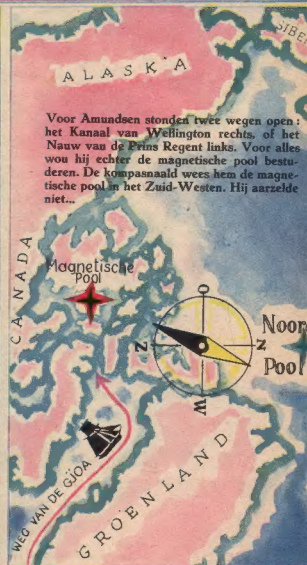 SIBE
ALASKA
Voor Amundsen stonden twee wegen open :
het Kanaal van Wellington rechts, of het
Nauw van de Prins Regent links. Voor alles
wou hij echter de magnetische pool bestu-
deren. De kompasnaald wees hem de magne-
tische pool in het Zuid-Westen. Hij aarzelde
niet...
CANADA
Magnetische
Pool
O
Z
N
W
Noor
Pool
WEG VAN DE GJOA
GROENLAND